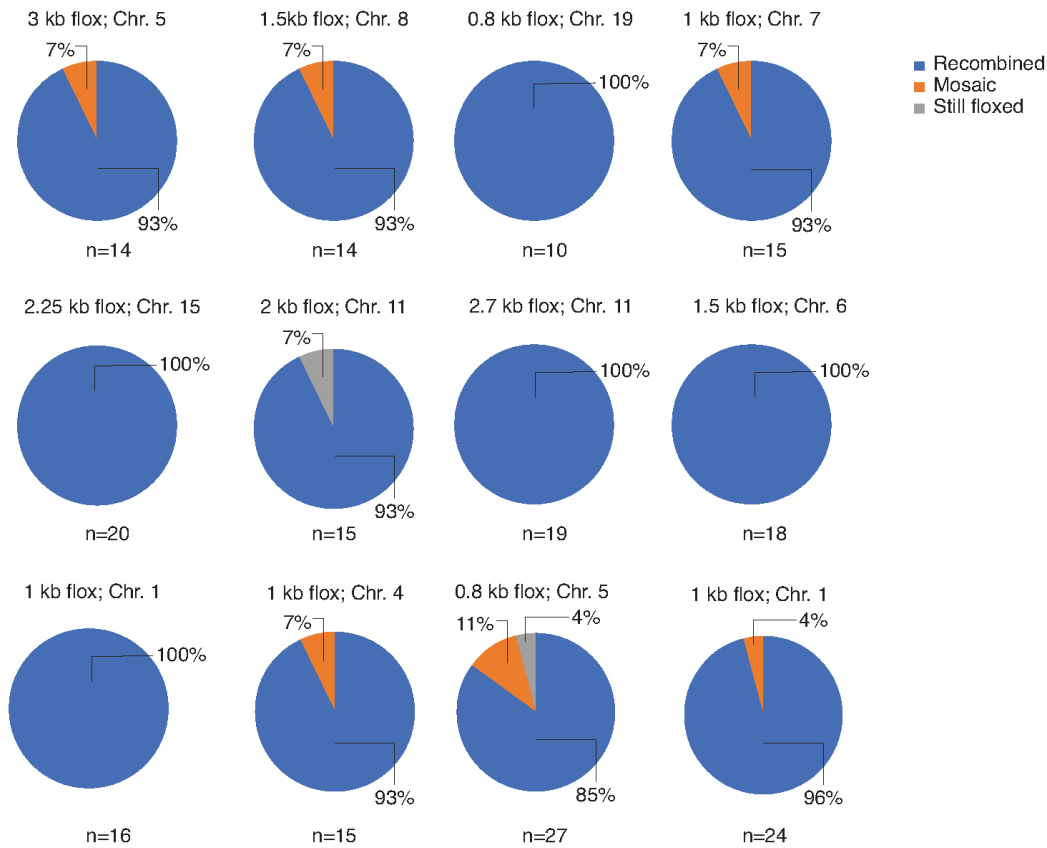 3 kb flox; Chr. 5
7%
93%
n=14
1.5kb flox; Chr. 8
7%
93%
n=14
0.8 kb flox; Chr. 19
100%
n=10
1 kb flox; Chr. 7
7%
93%
n=15
Recombined
Mosaic
Still floxed
2.25 kb flox; Chr. 15
100%
n=20
2 kb flox; Chr. 11
7%
93%
n=15
2.7 kb flox; Chr. 11
100%
n=19
1.5 kb flox; Chr. 6
100%
n=18
1 kb flox; Chr. 1
100%
n=16
1 kb flox; Chr. 4
7%
93%
n=15
0.8 kb flox; Chr. 5
11%
4%
85%
n=27
1 kb flox; Chr. 1
4%
96%
n=24